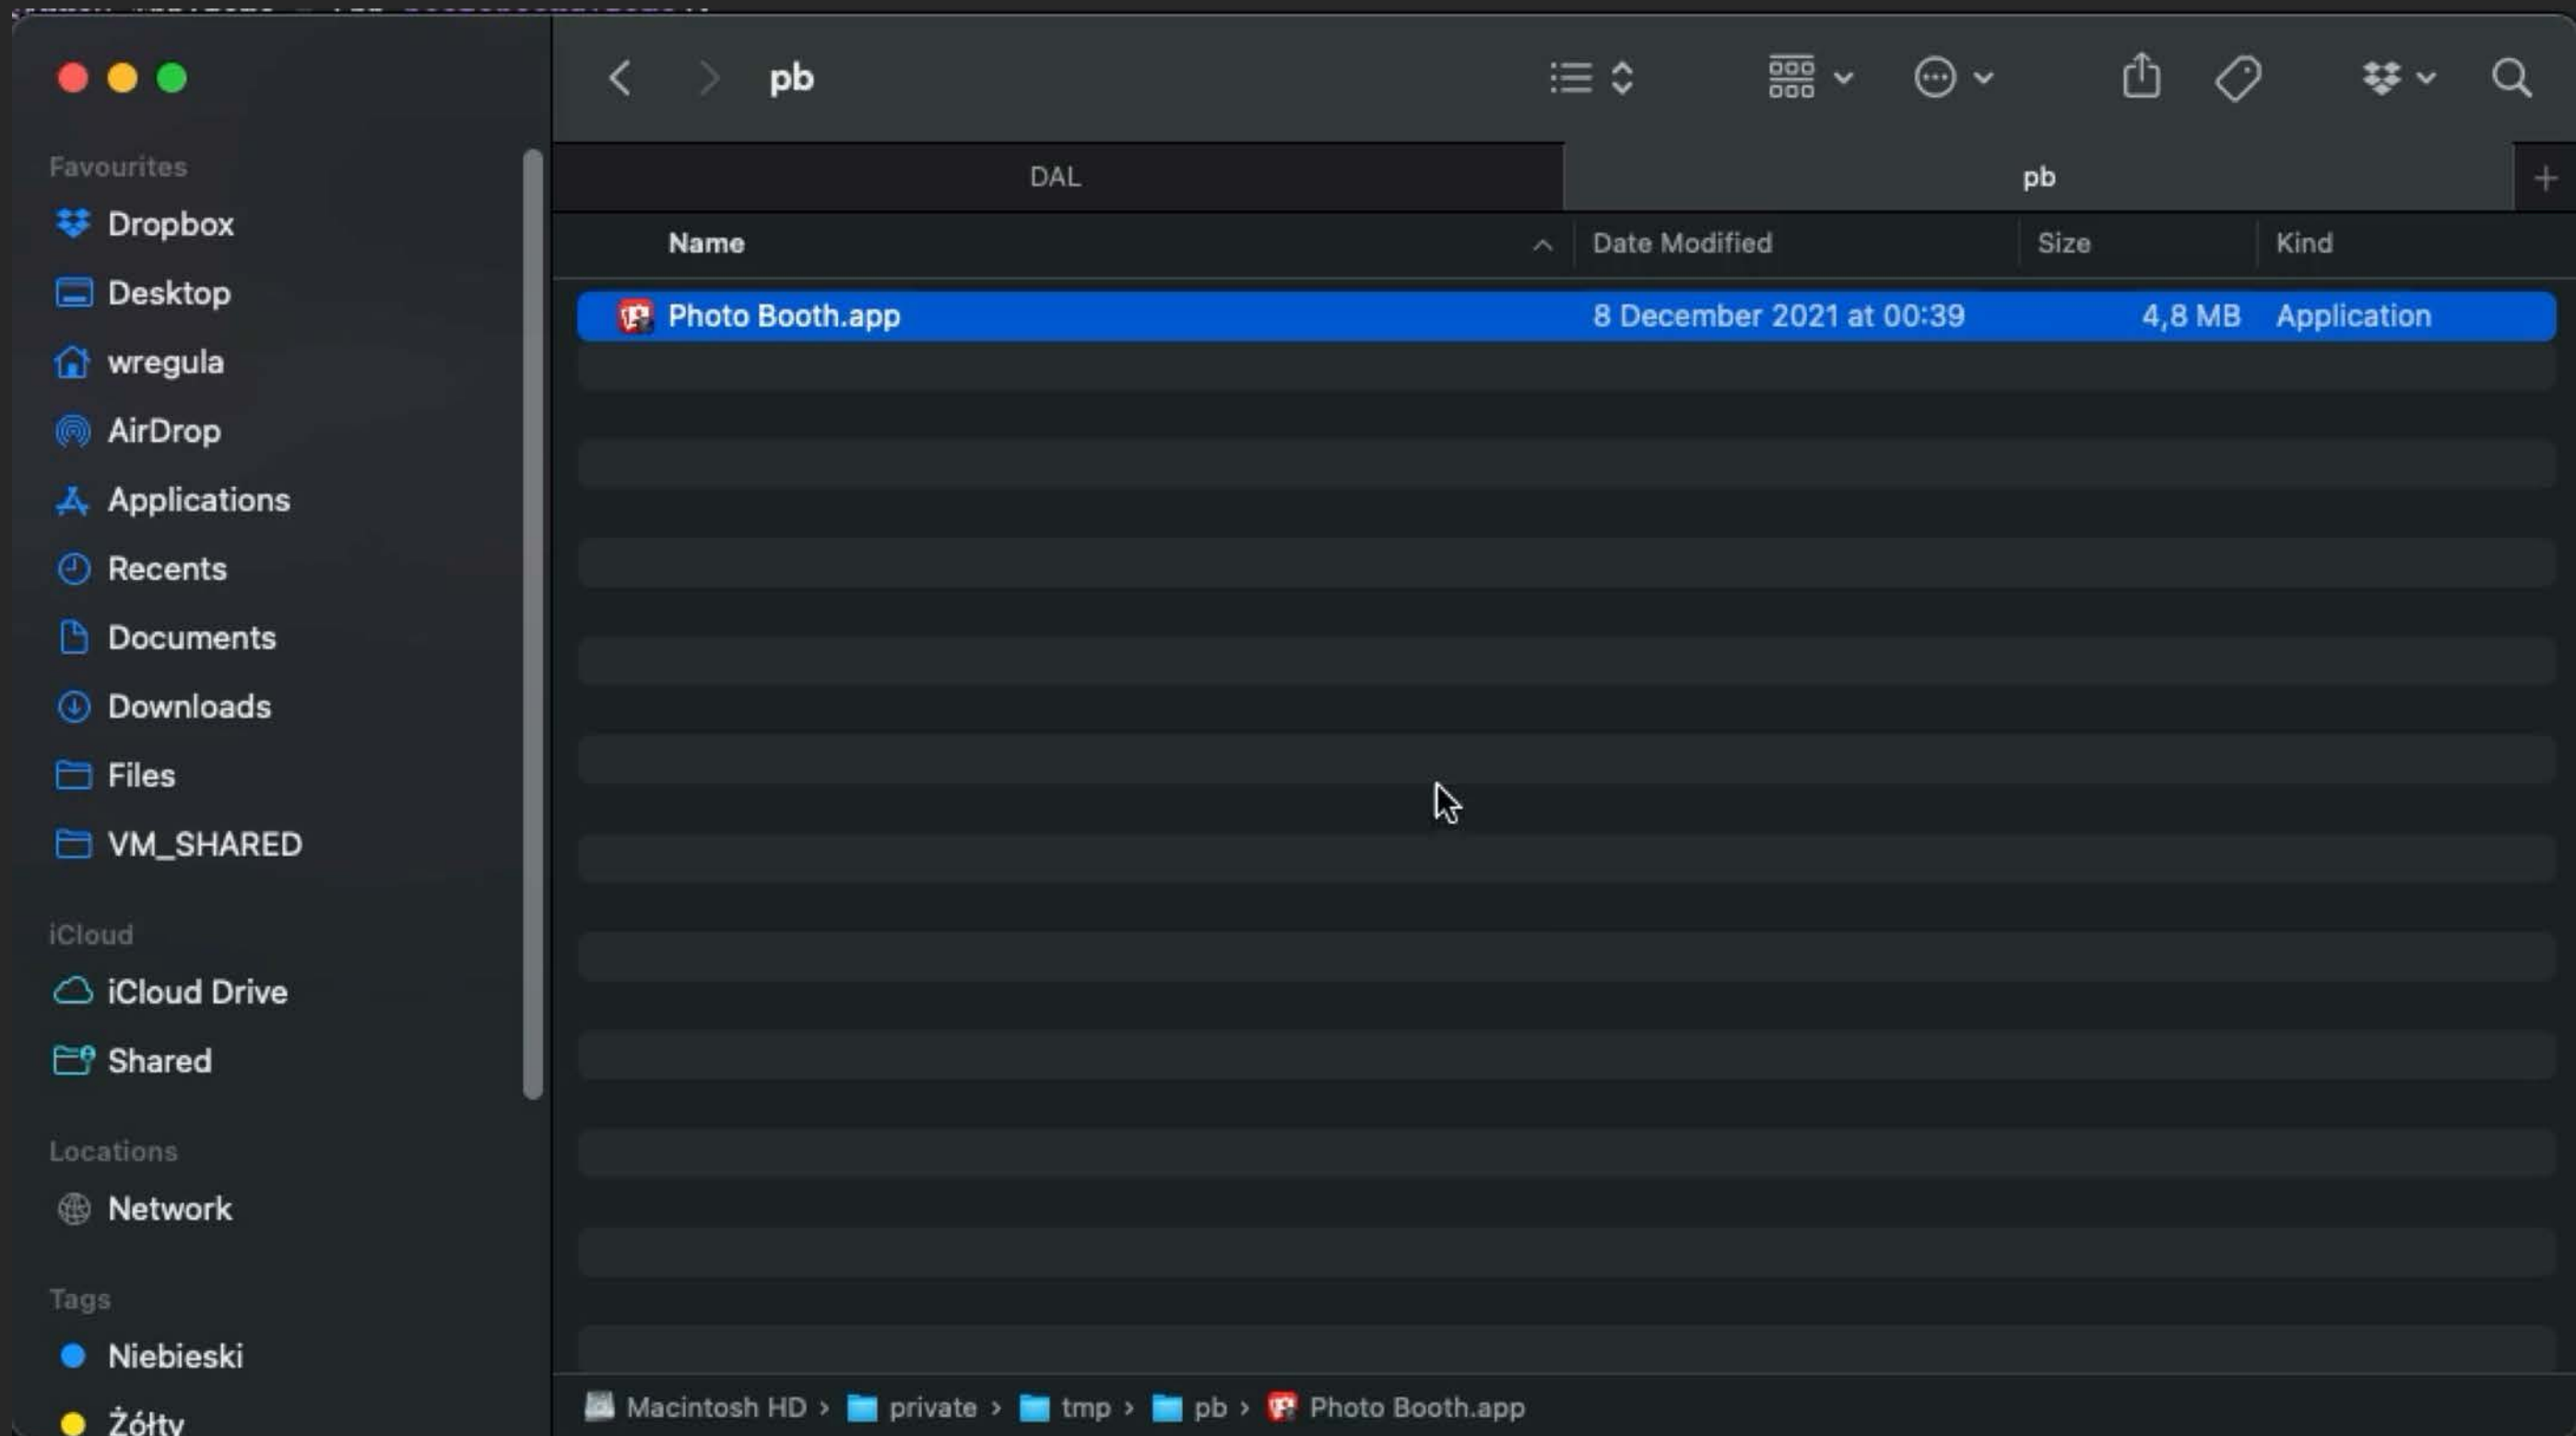 pb
DAL
pb
Favourites
Dropbox
Desktop
wregula
AirDrop
Applications
Recents
Documents
Downloads
Files
VM_SHARED
iCloud
iCloud Drive
Shared
Locations
Network
Tags
Niebieski
Żółty
Name Date Modified Size Kind
Photo Booth.app 8 December 2021 at 00:39 4,8 MB Application
Macintosh HD › private › tmp › pb › Photo Booth.app